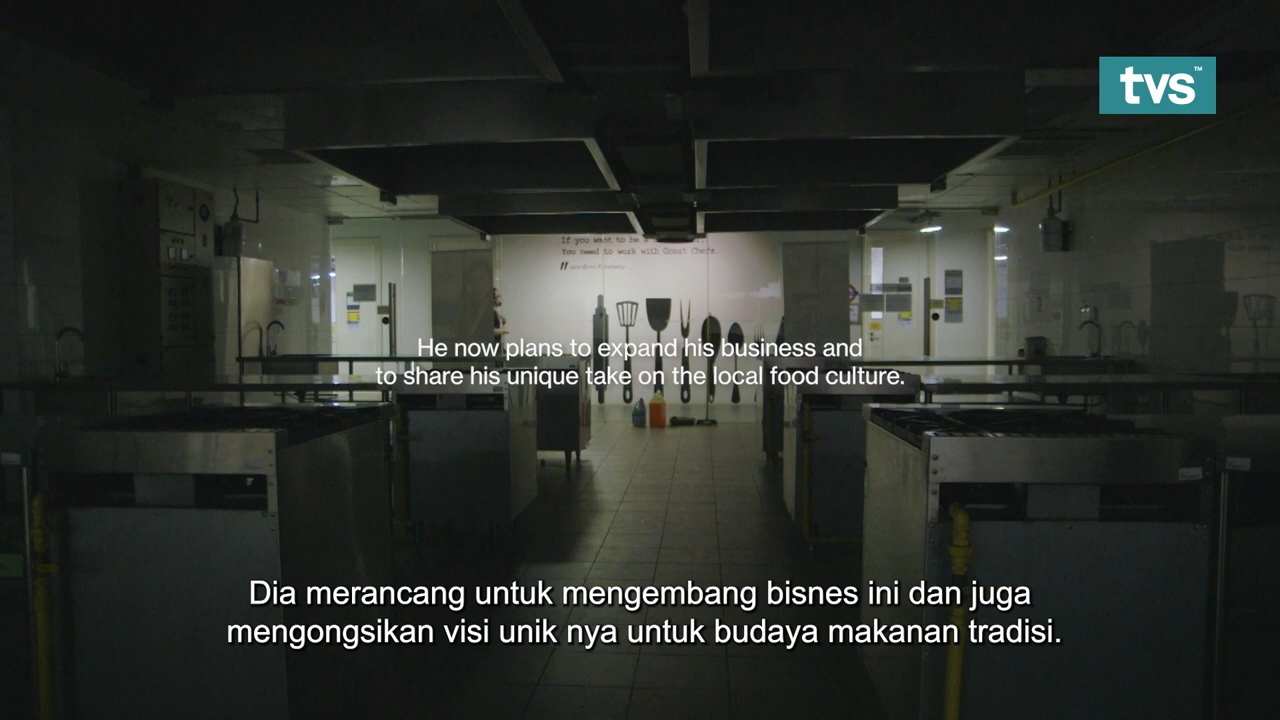 tvs™
If you want to be a
You need to work with Great Chefs.
He now plans to expand his business and
to share his unique take on the local food culture.
Dia merancang untuk mengembang bisnes ini dan juga
mengongsikan visi unik nya untuk budaya makanan tradisi.